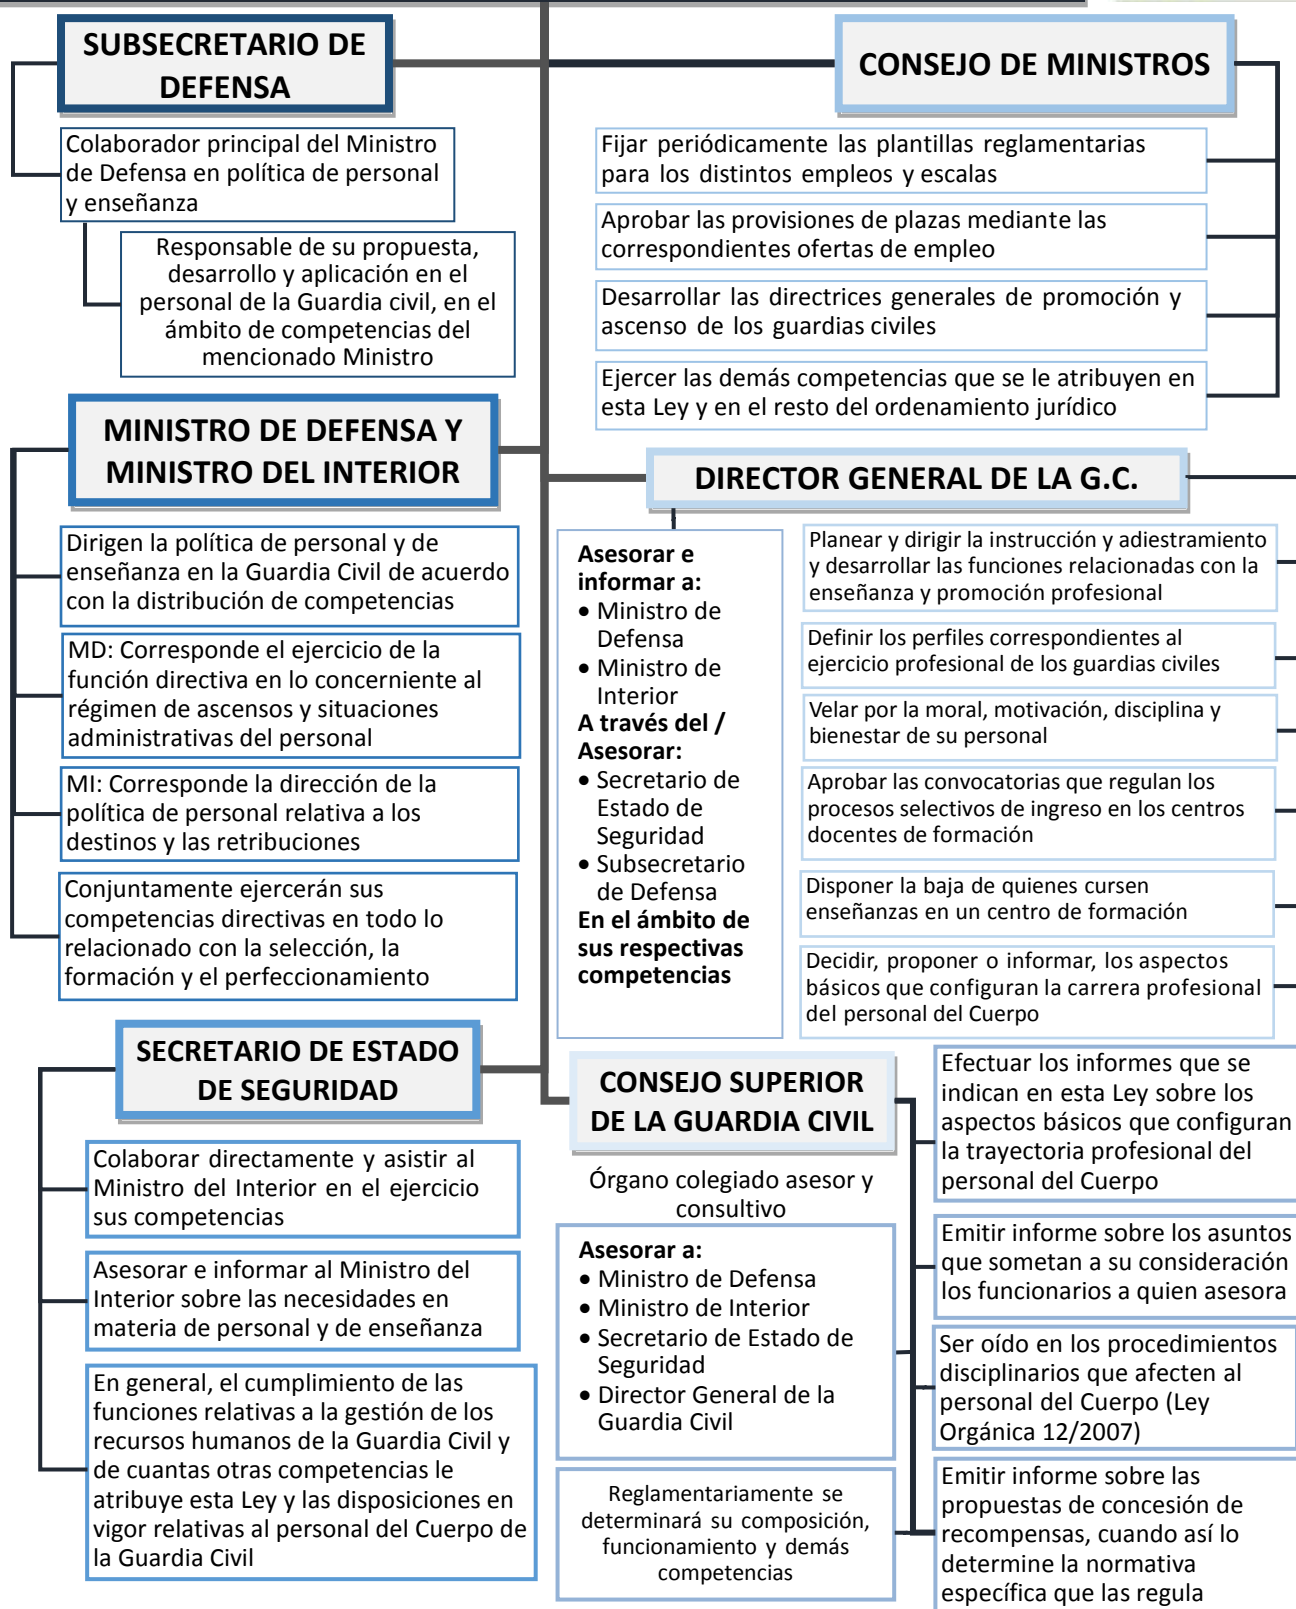 SUBSECRETARIO DE
DEFENSA
Colaborador principal del Ministro
de Defensa en política de personal
y enseñanza
Responsable de su propuesta,
desarrollo y aplicación en el
personal de la Guardia civil, en el
ámbito de competencias del
mencionado Ministro
CONSEJO DE MINISTROS
Fijar periódicamente las plantillas reglamentarias
para los distintos empleos y escalas
Aprobar las provisiones de plazas mediante las
correspondientes ofertas de empleo
Desarrollar las directrices generales de promoción y
ascenso de los guardias civiles
Ejercer las demás competencias que se le atribuyen en
esta Ley y en el resto del ordenamiento jurídico
MINISTRO DE DEFENSA Y
MINISTRO DEL INTERIOR
Dirigen la política de personal y de
enseñanza en la Guardia Civil de acuerdo
con la distribución de competencias
MD: Corresponde el ejercicio de la
función directiva en lo concerniente al
régimen de ascensos y situaciones
administrativas del personal
MI: Corresponde la dirección de la
política de personal relativa a los
destinos y las retribuciones
Conjuntamente ejercerán sus
competencias directivas en todo lo
relacionado con la selección, la
formación y el perfeccionamiento
DIRECTOR GENERAL DE LA G.C.
Asesorar e
informar a:
• Ministro de
Defensa
• Ministro de
Interior
A través del /
Asesorar:
• Secretario de
Estado de
Seguridad
• Subsecretario
de Defensa
En el ámbito de
sus respectivas
competencias
Planear y dirigir la instrucción y adiestramiento
y desarrollar las funciones relacionadas con la
enseñanza y promoción profesional
Definir los perfiles correspondientes al
ejercicio profesional de los guardias civiles
Velar por la moral, motivación, disciplina y
bienestar de su personal
Aprobar las convocatorias que regulan los
procesos selectivos de ingreso en los centros
docentes de formación
Disponer la baja de quienes cursen
enseñanzas en un centro de formación
Decidir, proponer o informar, los aspectos
básicos que configuran la carrera profesional
del personal del Cuerpo
SECRETARIO DE ESTADO
DE SEGURIDAD
Colaborar directamente y asistir al
Ministro del Interior en el ejercicio
sus competencias
Asesorar e informar al Ministro del
Interior sobre las necesidades en
materia de personal y de enseñanza
En general, el cumplimiento de las
funciones relativas a la gestión de los
recursos humanos de la Guardia Civil y
de cuantas otras competencias le
atribuye esta Ley y las disposiciones en
vigor relativas al personal del Cuerpo de
la Guardia Civil
CONSEJO SUPERIOR
DE LA GUARDIA CIVIL
Órgano colegiado asesor y
consultivo
Asesorar a:
• Ministro de Defensa
• Ministro de Interior
• Secretario de Estado de
Seguridad
• Director General de la
Guardia Civil
Reglamentariamente se
determinará su composición,
funcionamiento y demás
competencias
Efectuar los informes que se
indican en esta Ley sobre los
aspectos básicos que configuran
la trayectoria profesional del
personal del Cuerpo
Emitir informe sobre los asuntos
que sometan a su consideración
los funcionarios a quien asesora
Ser oído en los procedimientos
disciplinarios que afecten al
personal del Cuerpo (Ley
Orgánica 12/2007)
Emitir informe sobre las
propuestas de concesión de
recompensas, cuando así lo
determine la normativa
específica que las regula